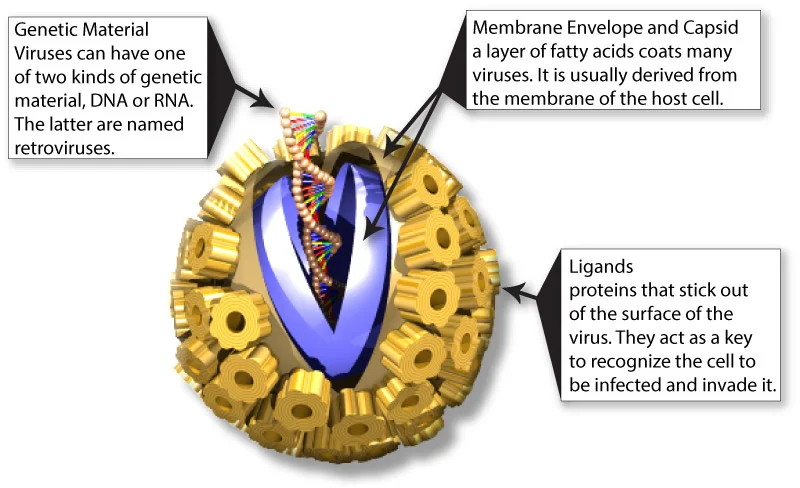 Genetic Material
Viruses can have one
of two kinds of genetic
material, DNA or RNA.
The latter are named
retroviruses.
Membrane Envelope and Capsid
a layer of fatty acids coats many
viruses. It is usually derived from
the membrane of the host cell.
Ligands
proteins that stick out
of the surface of the
virus. They act as a key
to recognize the cell to
be infected and invade it.